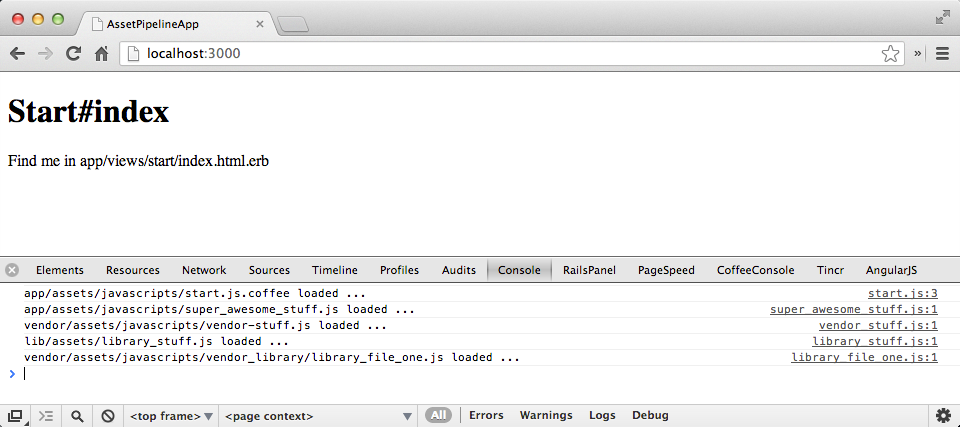 AssetPipelineApp
localhost:3000
Start#index
Find me in app/views/start/index.html.erb
Elements Resources Network Sources Timeline Profiles Audits Console RailsPanel PageSpeed CoffeeConsole Tincr AngularJS
app/assets/javascripts/start.js.coffee loaded ... start.js:3
app/assets/javascripts/super_awesome_stuff.js loaded ... super_awesome_stuff.js:1
vendor/assets/javascripts/vendor-stuff.js loaded ... vendor_stuff.js:1
lib/assets/library_stuff.js loaded ... library_stuff.js:1
vendor/assets/javascripts/vendor_library/library_file_one.js loaded ... library_file_one.js:1
<top frame> <page context> All Errors Warnings Logs Debug